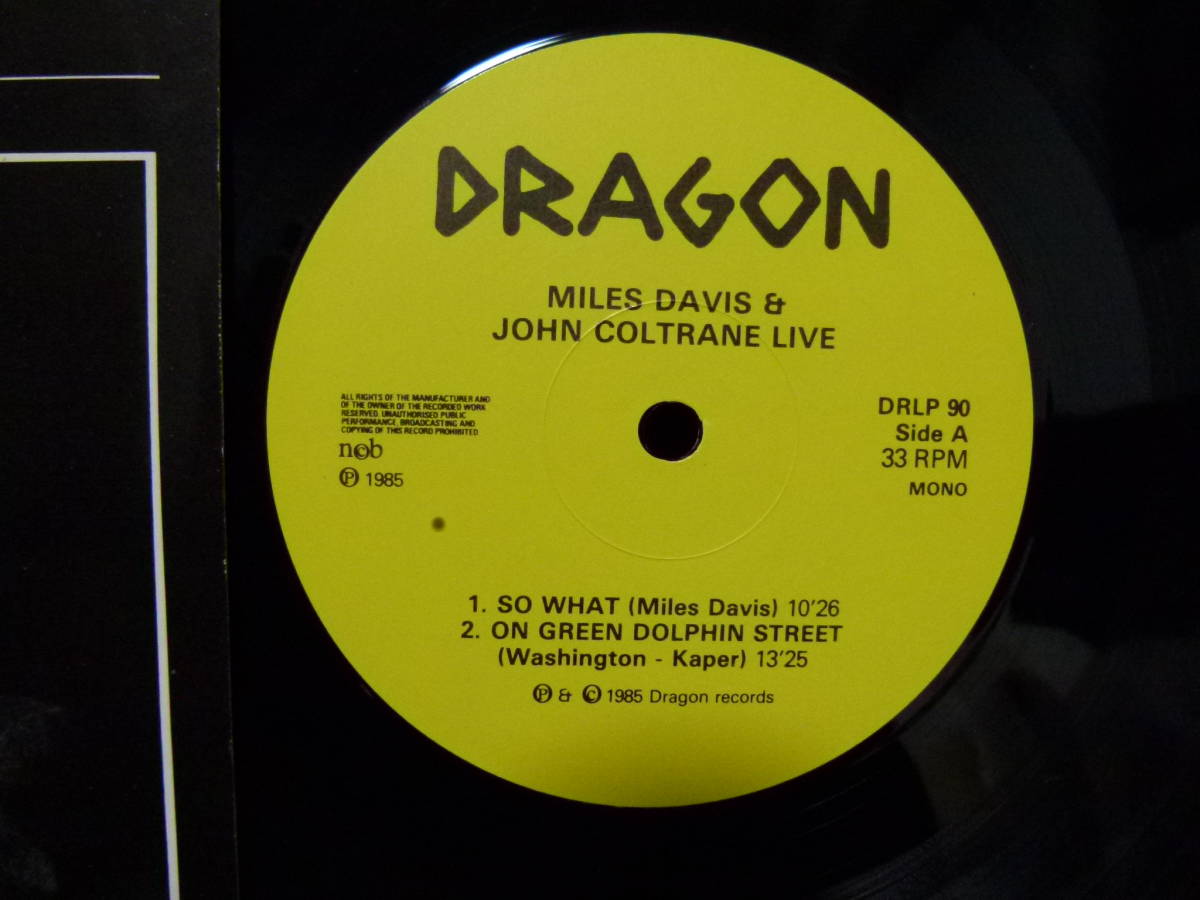 DRAGON
MILES DAVIS &
JOHN COLTRANE LIVE
ALL RIGHTS OF THE MANUFACTURER AND
OF THE OWNER OF THE RECORDED WORK
RESERVED. UNAUTHORISED PUBLIC
PERFORMANCE, BROADCASTING AND
COPYING OF THIS RECORD PROHIBITED
n©b
℗ 1985
DRLP 90
Side A
33 RPM
MONO
1. SO WHAT (Miles Davis) 10'26
2. ON GREEN DOLPHIN STREET
(Washington - Kaper) 13'25
℗ & © 1985 Dragon records